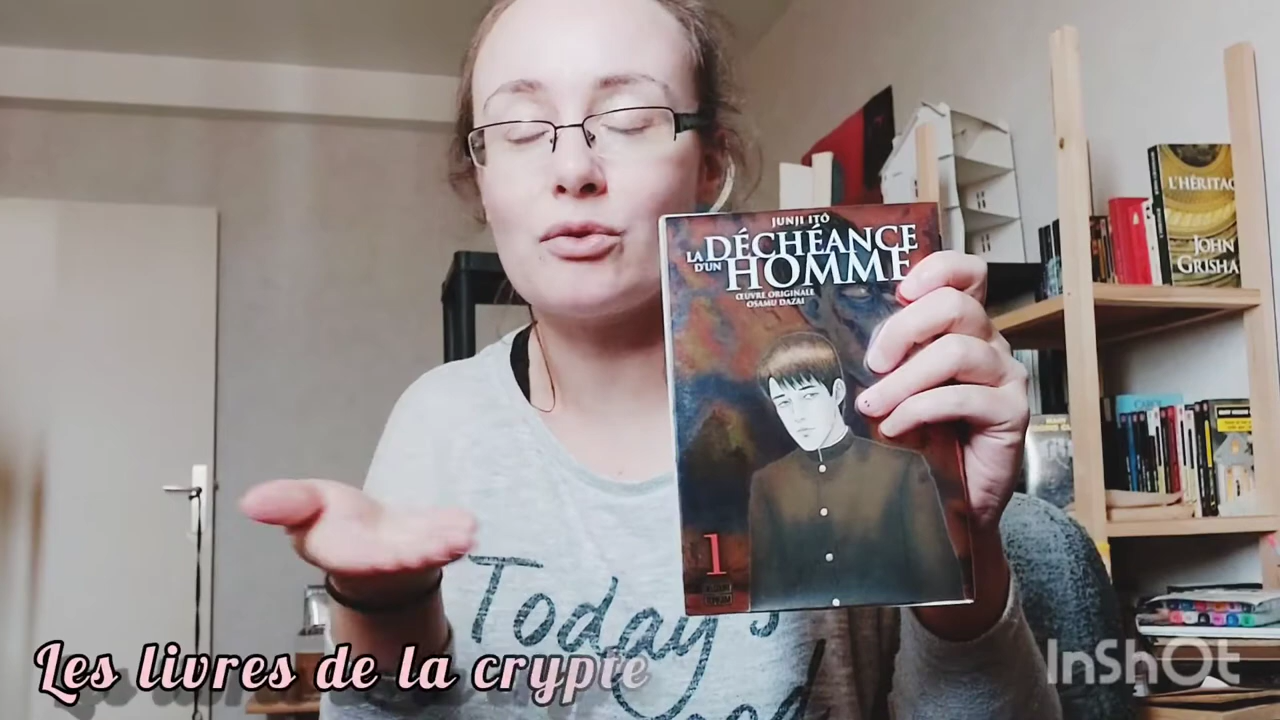 JUNJI ITÔ
LA DÉCHÉANCE
D'UN HOMME
ŒUVRE ORIGINALE
OSAMU DAZAI
1
L'HÉRITAG
JOHN
GRISHA
Today's
Les livres de la crypte
InShOt